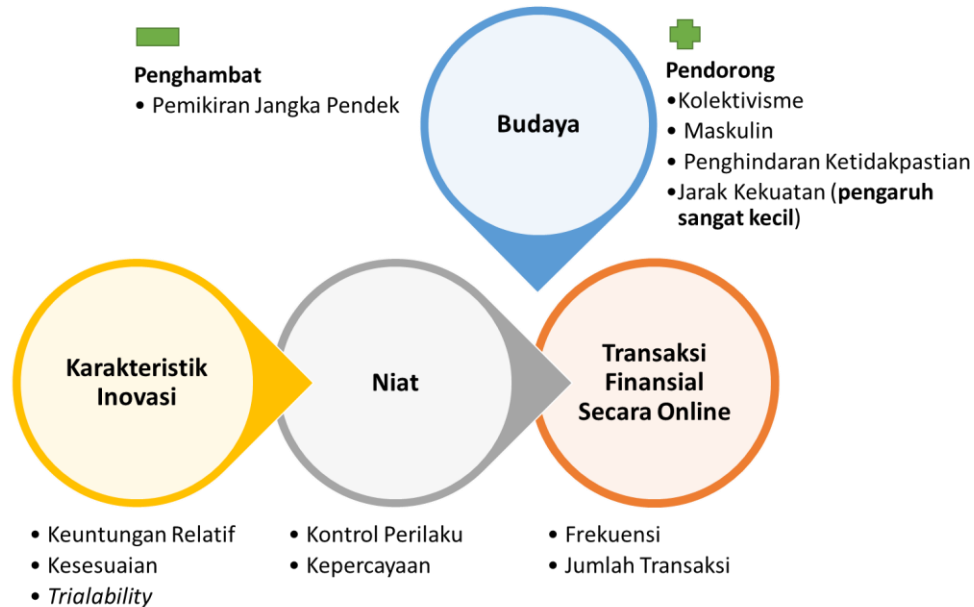 Penghambat
• Pemikiran Jangka Pendek
Budaya
Pendorong
•Kolektivisme
• Maskulin
• Penghindaran Ketidakpastian
•Jarak Kekuatan (pengaruh
sangat kecil)
Karakteristik
Inovasi
Niat
Transaksi
Finansial
Secara Online
• Keuntungan Relatif
• Kesesuaian
• Trialability
• Kontrol Perilaku
• Kepercayaan
• Frekuensi
• Jumlah Transaksi